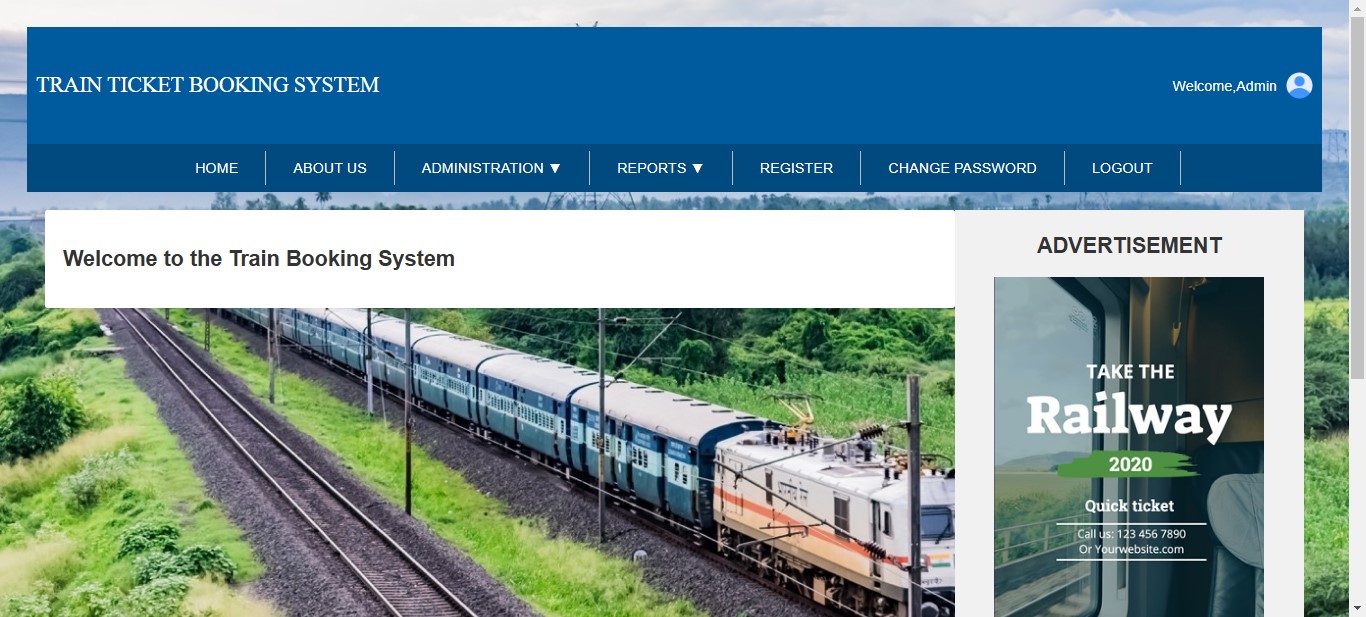 TRAIN TICKET BOOKING SYSTEM
Welcome,Admin
HOME
ABOUT US
ADMINISTRATION ▼
REPORTS ▼
REGISTER
CHANGE PASSWORD
LOGOUT
Welcome to the Train Booking System
ADVERTISEMENT
TAKE THE
Railway
2020
Quick ticket
Call us: 123 456 7890
Or Yourwebsite.com